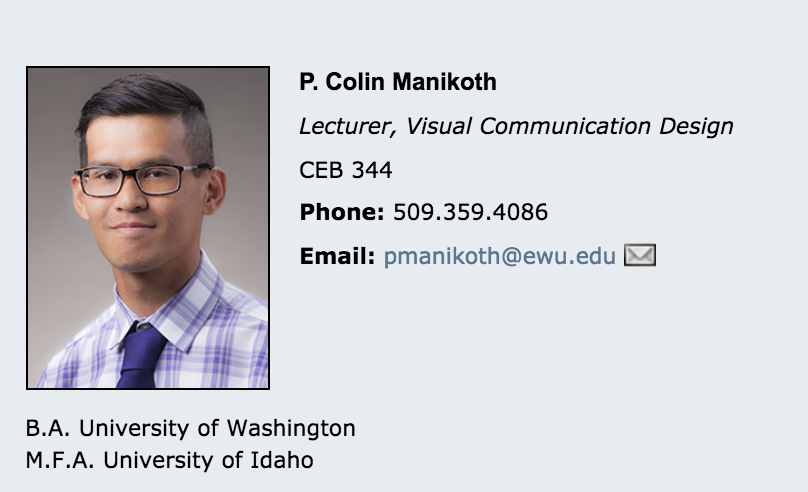 P. Colin Manikoth
Lecturer, Visual Communication Design
CEB 344
Phone: 509.359.4086
Email: pmanikoth@ewu.edu
B.A. University of Washington
M.F.A. University of Idaho